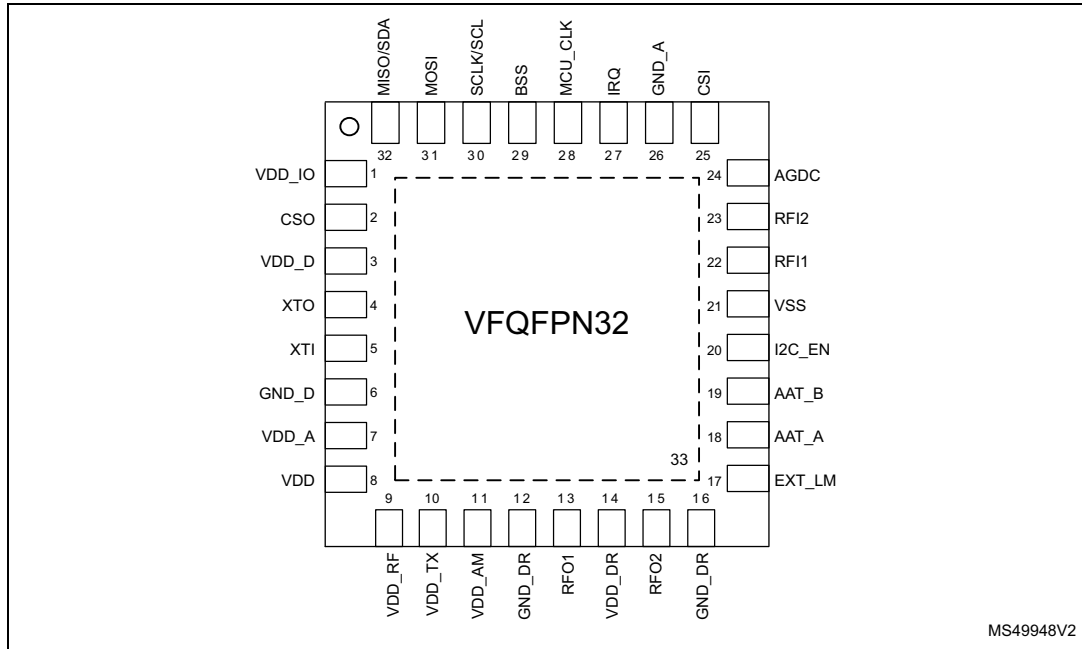 MISO/SDA
MOSI
SCLK/SCL
BSS
MCU_CLK
IRQ
GND_A
CSI
32 31 30 29 28 27 26 25
VDD_IO 1
CSO 2
VDD_D 3
XTO 4
XTI 5
GND_D 6
VDD_A 7
VDD 8
VFQFPN32
24 AGDC
23 RFI2
22 RFI1
21 VSS
20 I2C_EN
19 AAT_B
18 AAT_A
17 EXT_LM
33
9 10 11 12 13 14 15 16
VDD_RF
VDD_TX
VDD_AM
GND_DR
RFO1
VDD_DR
RFO2
GND_DR
MS49948V2